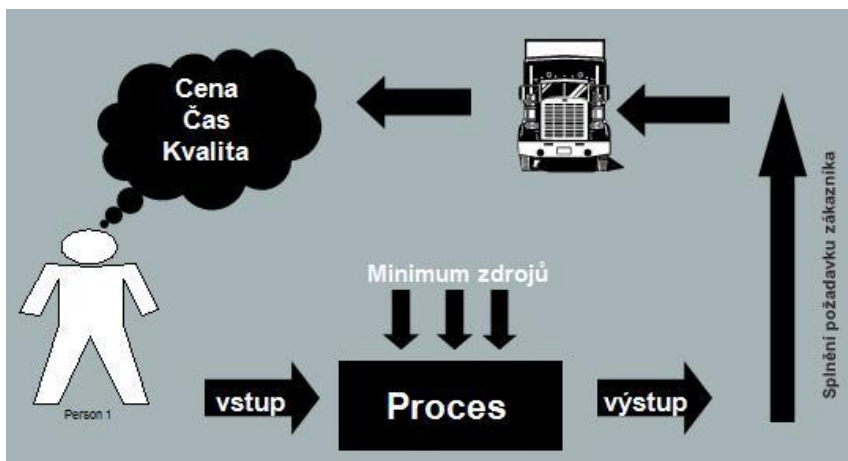 Cena
Čas
Kvalita
Minimum zdrojů
Person 1
vstup
Proces
výstup
Splnění požadavku zákazníka